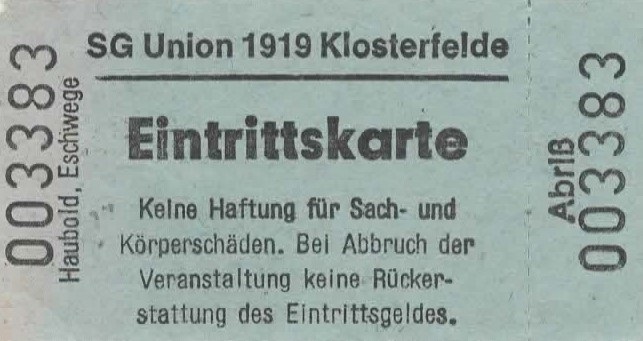 003383
Haubold, Eschwege
SG Union 1919 Klosterfelde
Eintrittskarte
Keine Haftung für Sach- und
Körperschäden. Bei Abbruch der
Veranstaltung keine Rücker-
stattung des Eintrittsgeldes.
Abriß
003383